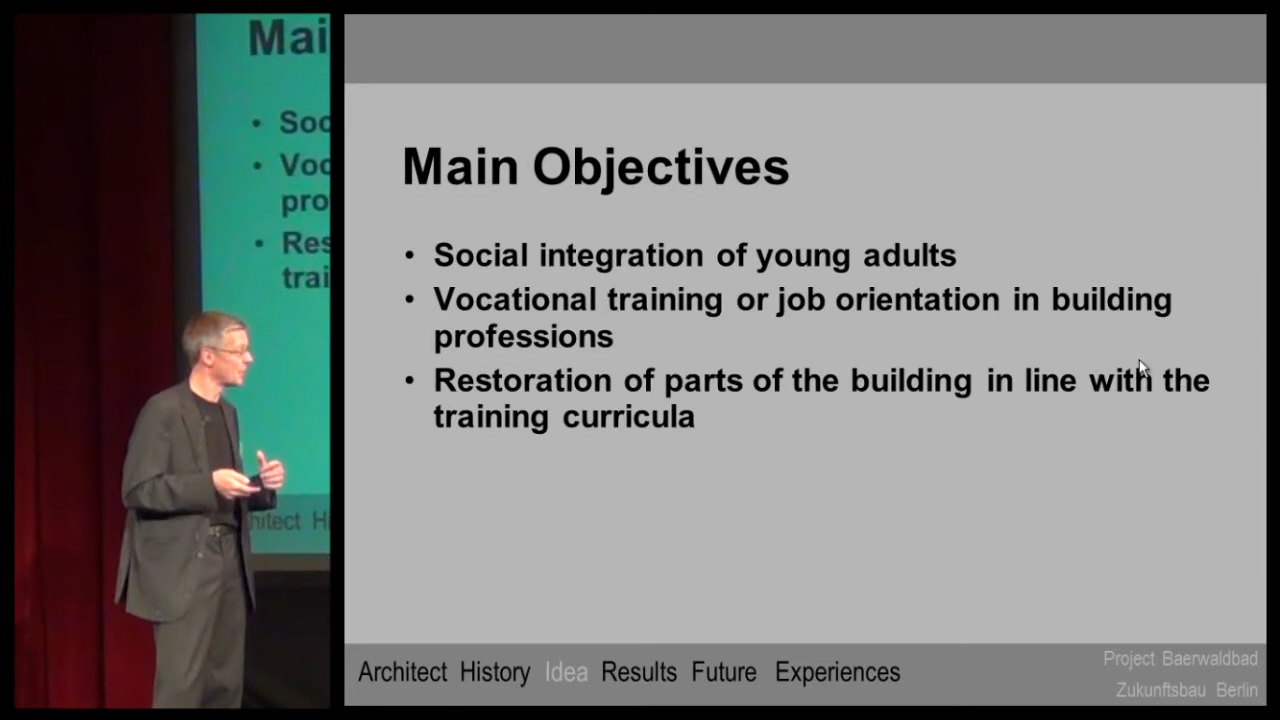 Mai
Soc
Voc
pro
Res
trai
hitect Hi
Main Objectives
• Social integration of young adults
• Vocational training or job orientation in building
professions
• Restoration of parts of the building in line with the
training curricula
Architect History Idea Results Future Experiences
Project Baerwaldbad
Zukunftsbau Berlin